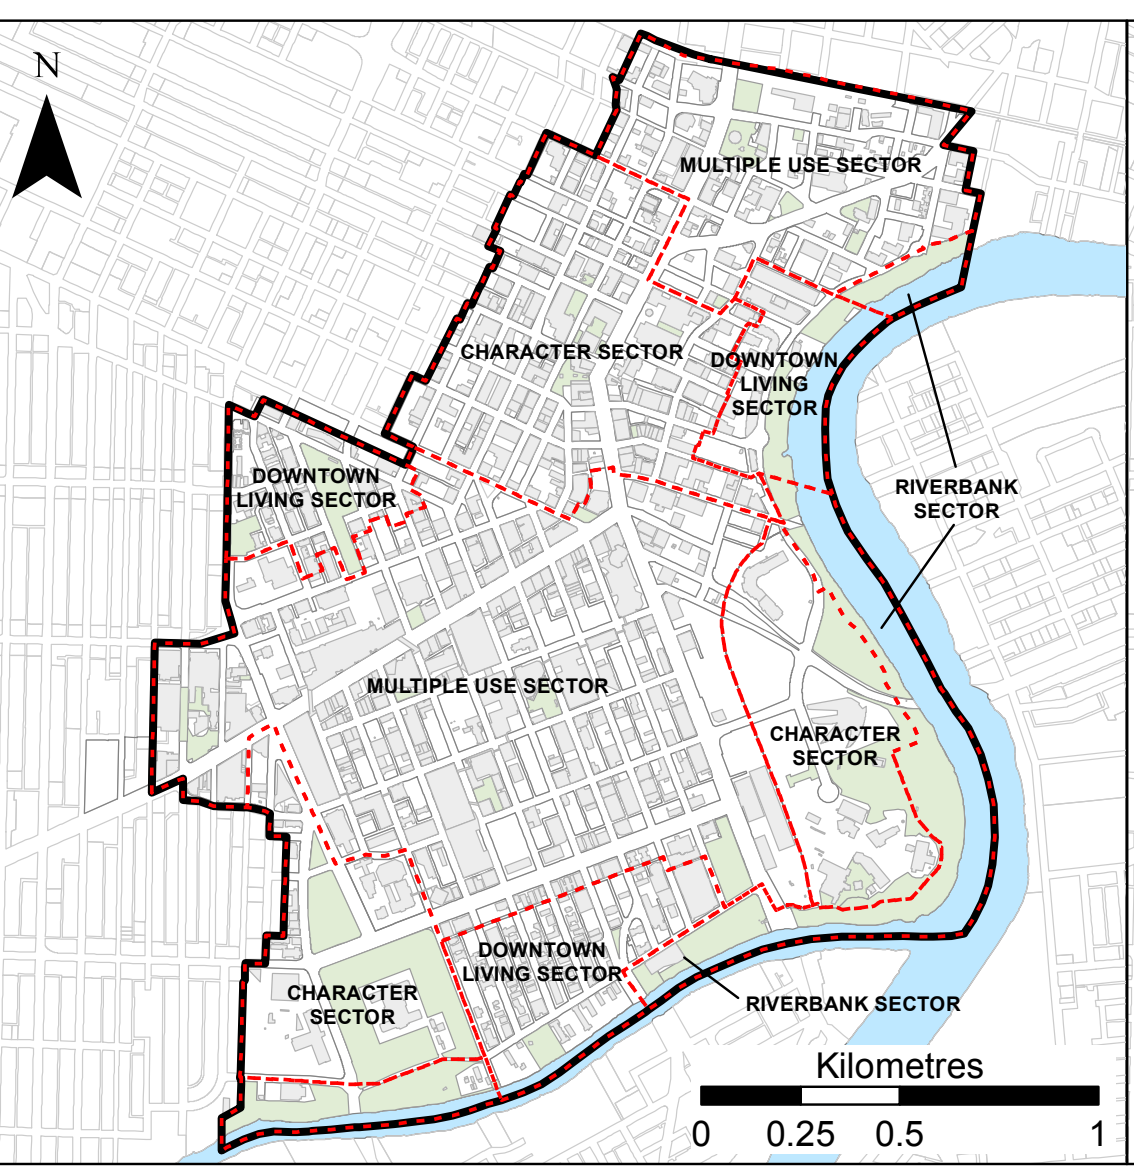 N
MULTIPLE USE SECTOR
CHARACTER SECTOR
DOWNTOWN
LIVING
SECTOR
DOWNTOWN
LIVING SECTOR
RIVERBANK
SECTOR
MULTIPLE USE SECTOR
CHARACTER
SECTOR
DOWNTOWN
LIVING SECTOR
CHARACTER
SECTOR
RIVERBANK SECTOR
Kilometres
0 0.25 0.5 1